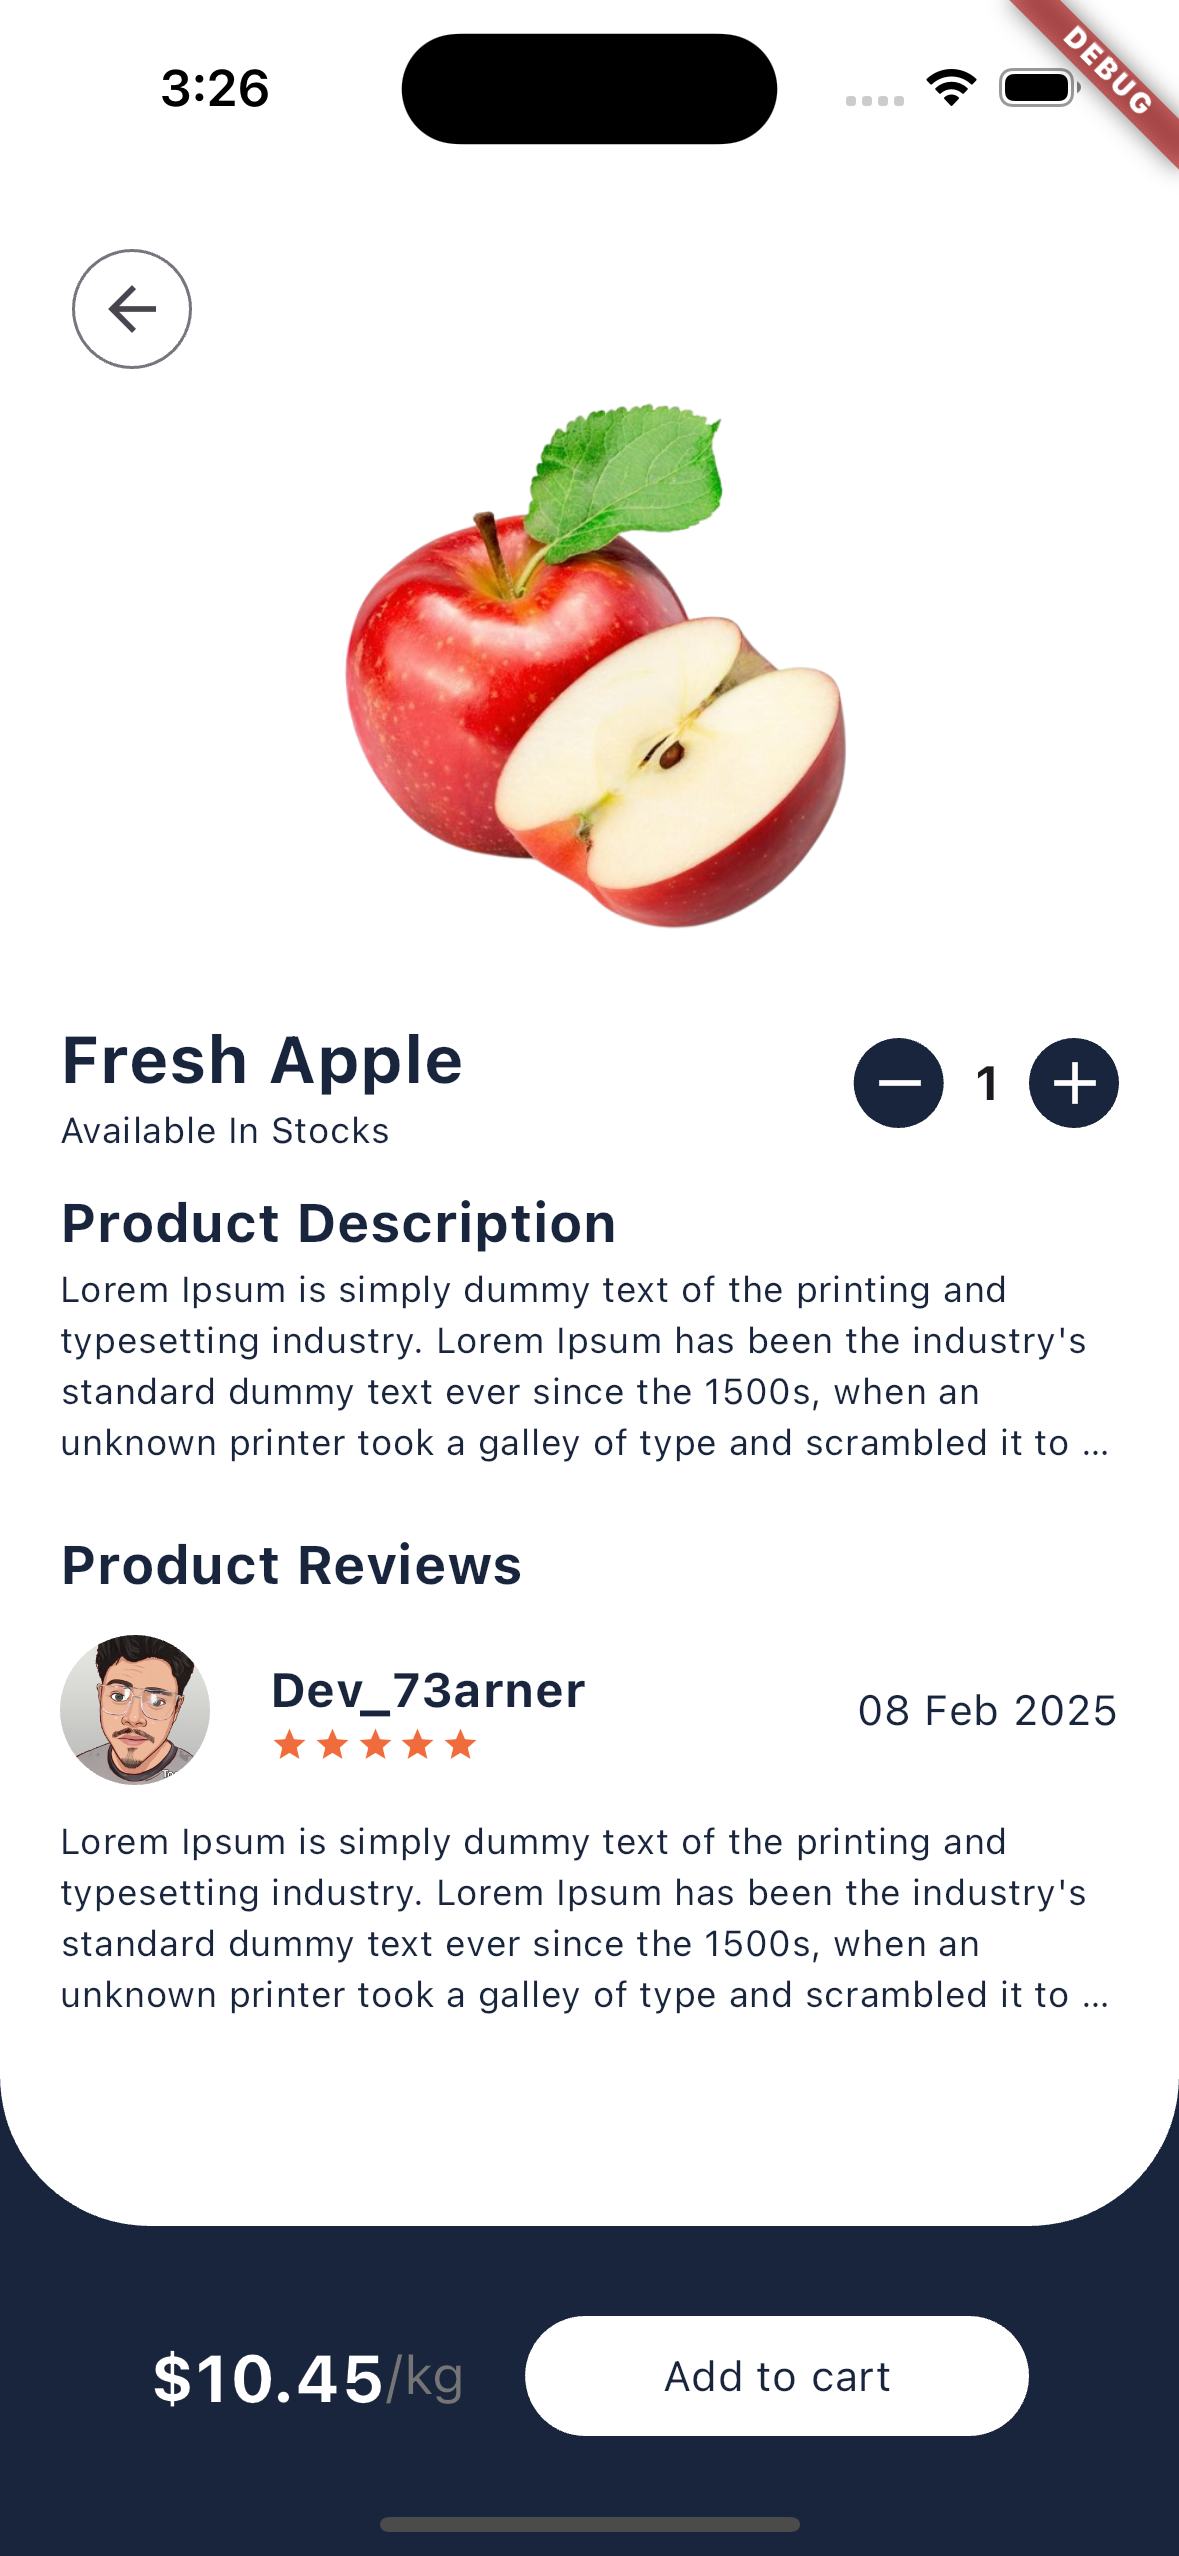 3:26
DEBUG
Fresh Apple
1
Available In Stocks
Product Description
Lorem Ipsum is simply dummy text of the printing and
typesetting industry. Lorem Ipsum has been the industry's
standard dummy text ever since the 1500s, when an
unknown printer took a galley of type and scrambled it to ...
Product Reviews
Dev_73arner
08 Feb 2025
Lorem Ipsum is simply dummy text of the printing and
typesetting industry. Lorem Ipsum has been the industry's
standard dummy text ever since the 1500s, when an
unknown printer took a galley of type and scrambled it to ...
$10.45/kg
Add to cart